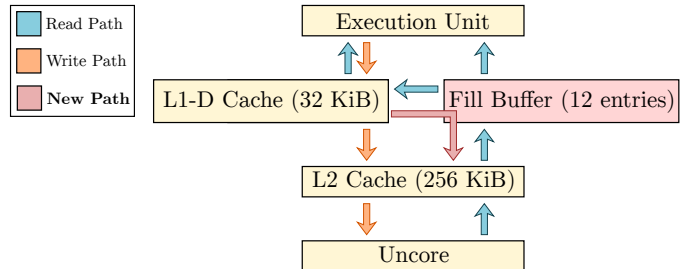 Execution Unit
Read Path
Write Path
New Path
L1-D Cache (32 KiB)
Fill Buffer (12 entries)
L2 Cache (256 KiB)
Uncore